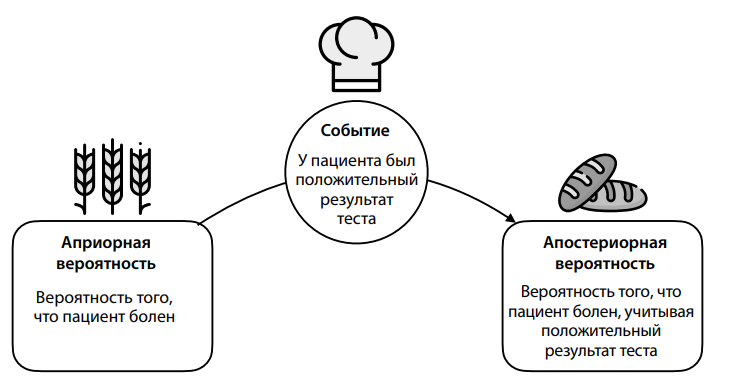 Событие
У пациента был
положительный
результат
теста
Априорная
вероятность
Вероятность того,
что пациент болен
Апостериорная
вероятность
Вероятность того, что
пациент болен, учитывая
положительный
результат теста